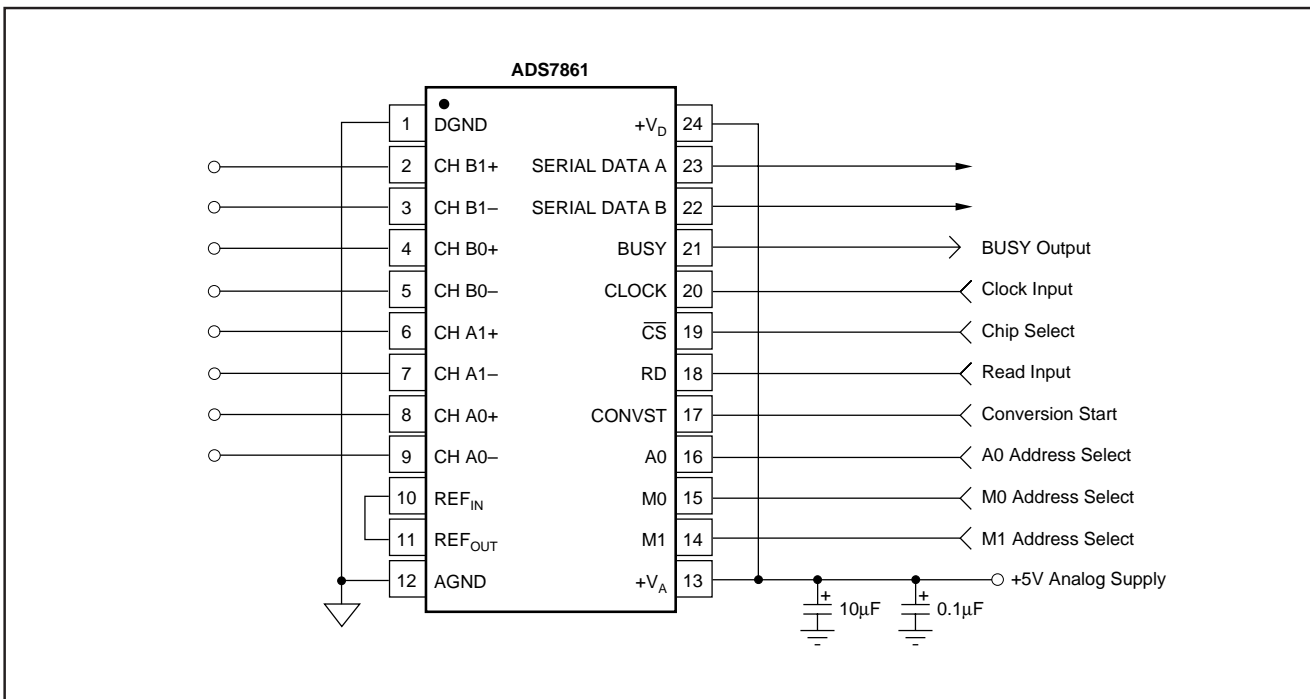 ADS7861
1 DGND +VD 24
2 CH B1+ SERIAL DATA A 23
3 CH B1– SERIAL DATA B 22
4 CH B0+ BUSY 21 BUSY Output
5 CH B0– CLOCK 20 Clock Input
6 CH A1+ CS 19 Chip Select
7 CH A1– RD 18 Read Input
8 CH A0+ CONVST 17 Conversion Start
9 CH A0– A0 16 A0 Address Select
10 REFIN M0 15 M0 Address Select
11 REFOUT M1 14 M1 Address Select
12 AGND +VA 13 +5V Analog Supply
+ 10µF + 0.1µF